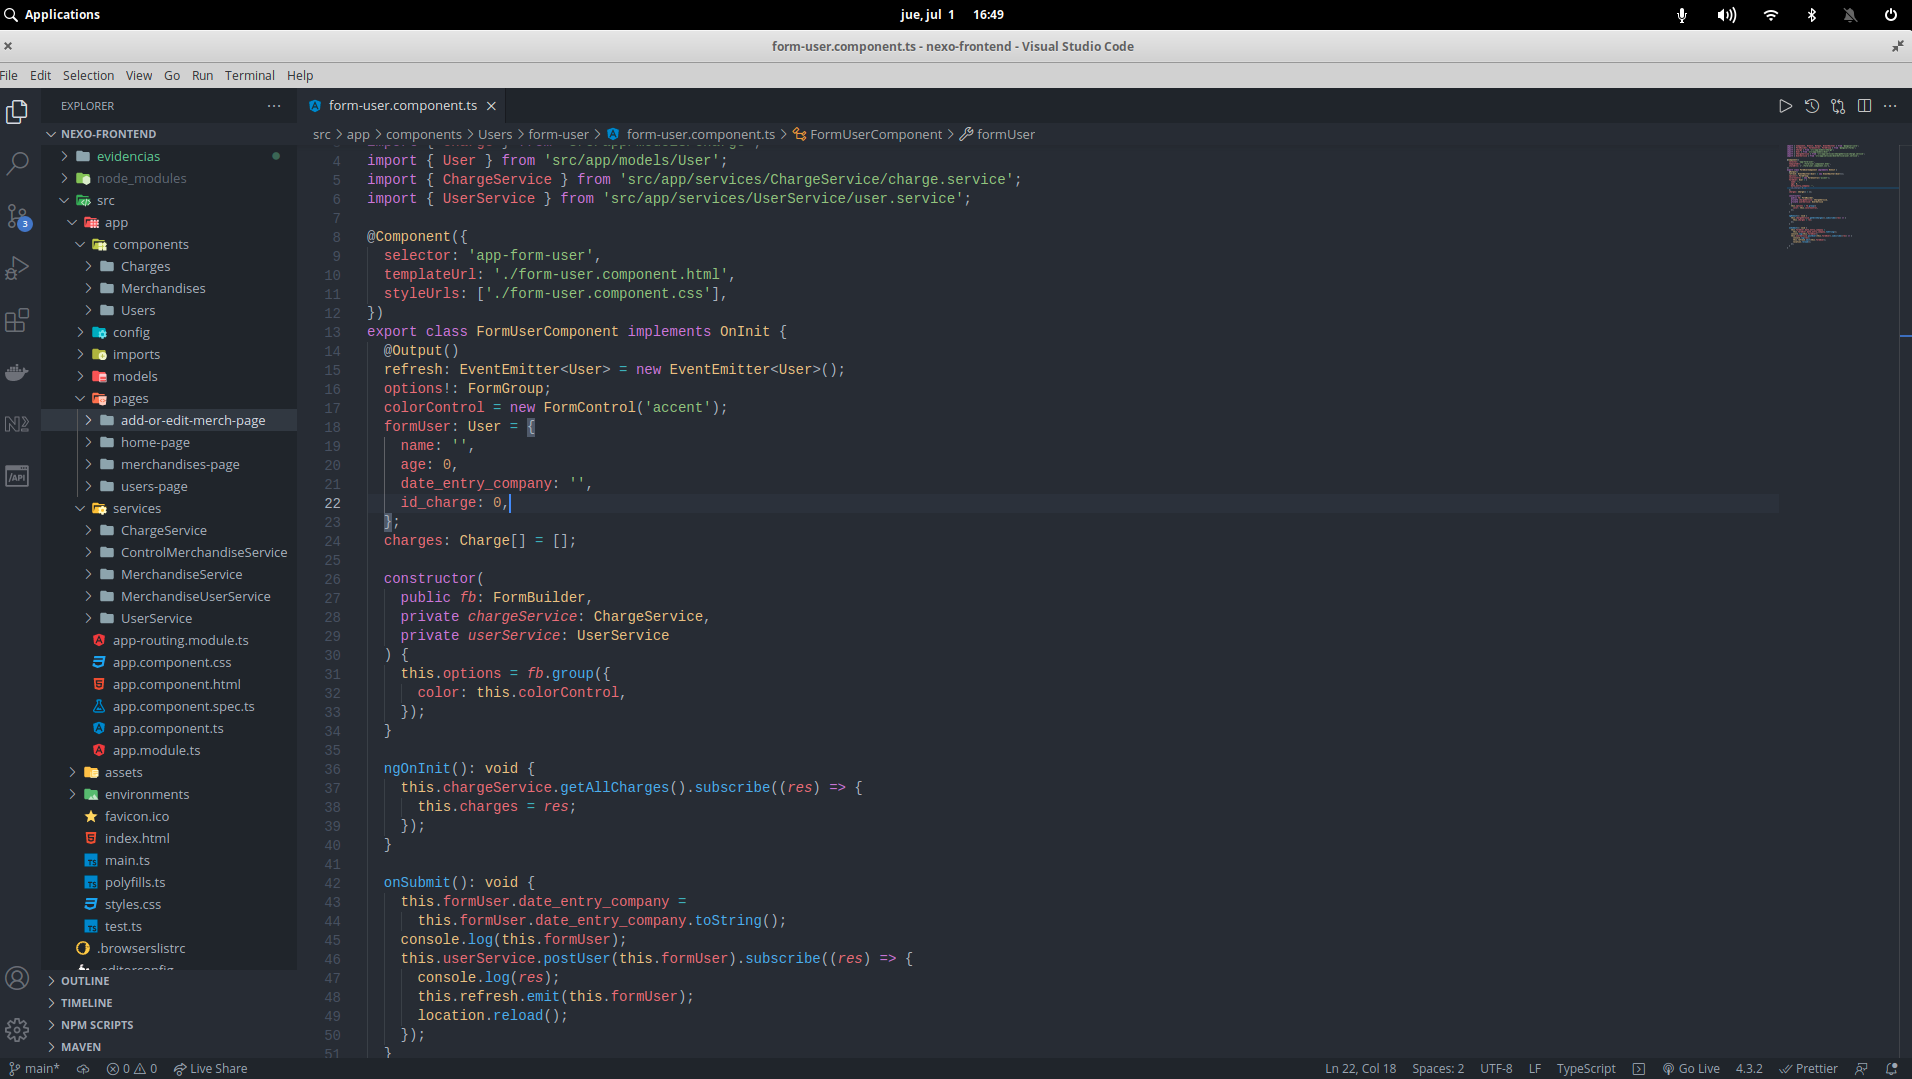 Applications
jue, jul 1 16:49
form-user.component.ts - nexo-frontend - Visual Studio Code
File Edit Selection View Go Run Terminal Help
EXPLORER
NEXO-FRONTEND
evidencias
node_modules
src
app
components
Charges
Merchandises
Users
config
imports
models
pages
add-or-edit-merch-page
home-page
merchandises-page
users-page
services
ChargeService
ControlMerchandiseService
MerchandiseService
MerchandiseUserService
UserService
app-routing.module.ts
app.component.css
app.component.html
app.component.spec.ts
app.component.ts
app.module.ts
assets
environments
favicon.ico
index.html
main.ts
polyfills.ts
styles.css
test.ts
.browserslistrc
.editorconfig
OUTLINE
TIMELINE
NPM SCRIPTS
MAVEN
3
N2
/API
form-user.component.ts
src > app > components > Users > form-user > form-user.component.ts > FormUserComponent > formUser
4 import { User } from 'src/app/models/User';
5 import { ChargeService } from 'src/app/services/ChargeService/charge.service';
6 import { UserService } from 'src/app/services/UserService/user.service';
7
8 @Component({
9 selector: 'app-form-user',
10 templateUrl: './form-user.component.html',
11 styleUrls: ['./form-user.component.css'],
12 })
13 export class FormUserComponent implements OnInit {
14 @Output()
15 refresh: EventEmitter<User> = new EventEmitter<User>();
16 options!: FormGroup;
17 colorControl = new FormControl('accent');
18 formUser: User = {
19 name: '',
20 age: 0,
21 date_entry_company: '',
22 id_charge: 0,
23 };
24 charges: Charge[] = [];
25
26 constructor(
27 public fb: FormBuilder,
28 private chargeService: ChargeService,
29 private userService: UserService
30 ) {
31 this.options = fb.group({
32 color: this.colorControl,
33 });
34 }
35
36 ngOnInit(): void {
37 this.chargeService.getAllCharges().subscribe((res) => {
38 this.charges = res;
39 });
40 }
41
42 onSubmit(): void {
43 this.formUser.date_entry_company =
44 this.formUser.date_entry_company.toString();
45 console.log(this.formUser);
46 this.userService.postUser(this.formUser).subscribe((res) => {
47 console.log(res);
48 this.refresh.emit(this.formUser);
49 location.reload();
50 });
51 }
main* 0 0 Live Share
Ln 22, Col 18 Spaces: 2 UTF-8 LF TypeScript Go Live 4.3.2 Prettier